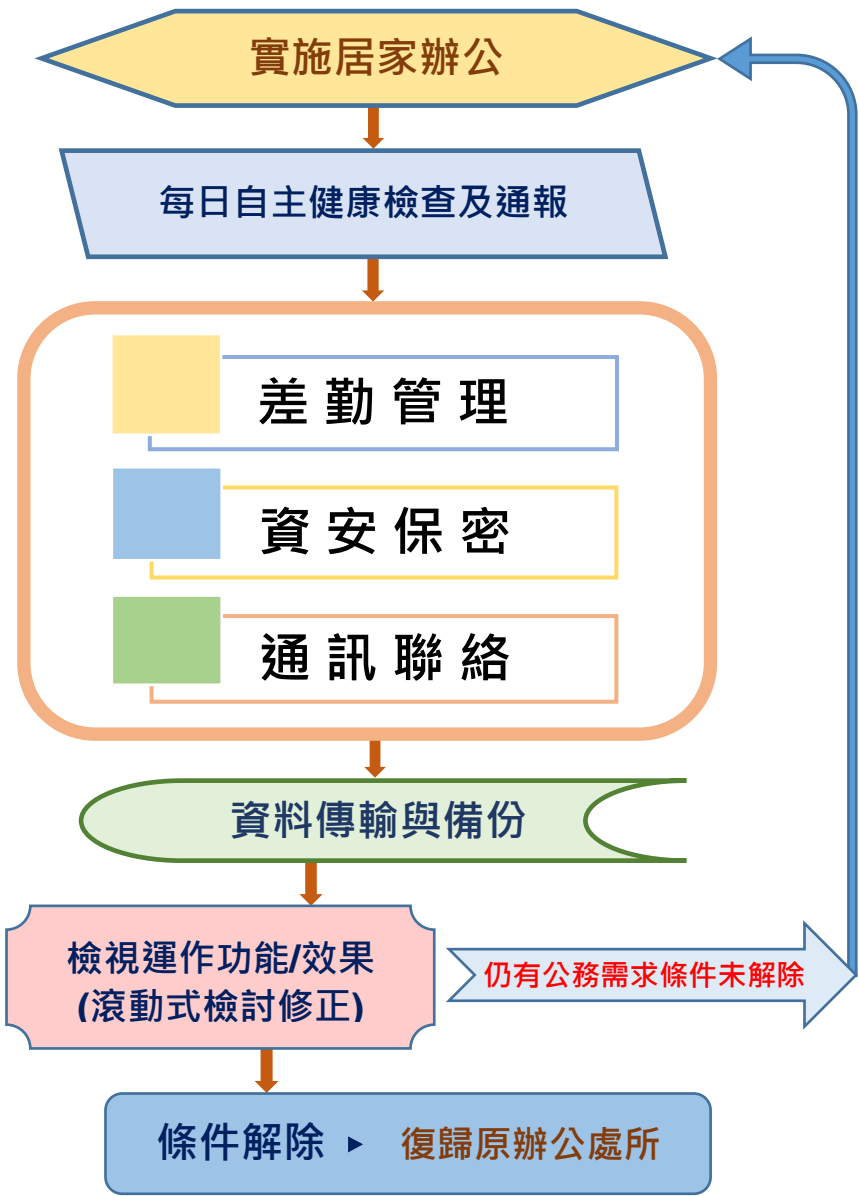 實施居家辦公
每日自主健康檢查及通報
差勤管理
資安保密
通訊聯絡
資料傳輸與備份
檢視運作功能/效果
(滾動式檢討修正)
仍有公務需求條件未解除
條件解除 ▸ 復歸原辦公處所